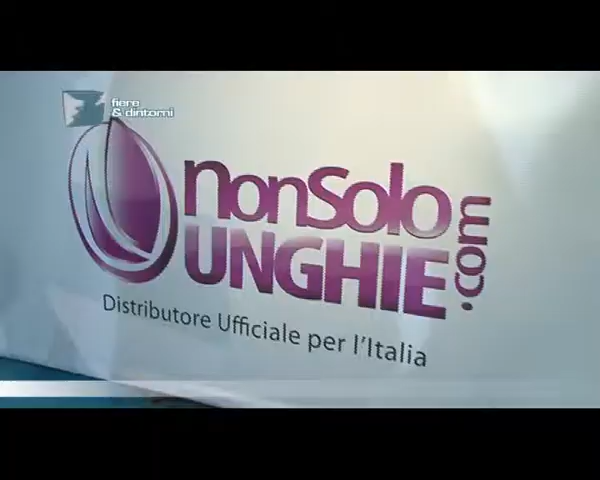 fiere
& dintorni
nonSolo
UNGHIE
.com
Distributore Ufficiale per l'Italia